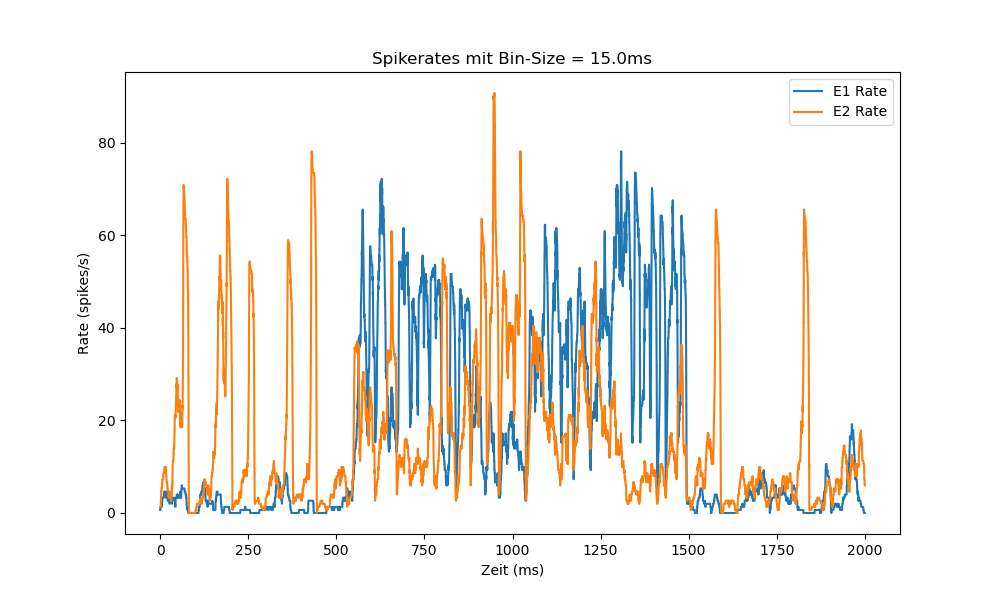 Spikerates mit Bin-Size = 15.0ms
E1 Rate
E2 Rate
Rate (spikes/s)
80
60
40
20
0
0 250 500 750 1000 1250 1500 1750 2000
Zeit (ms)